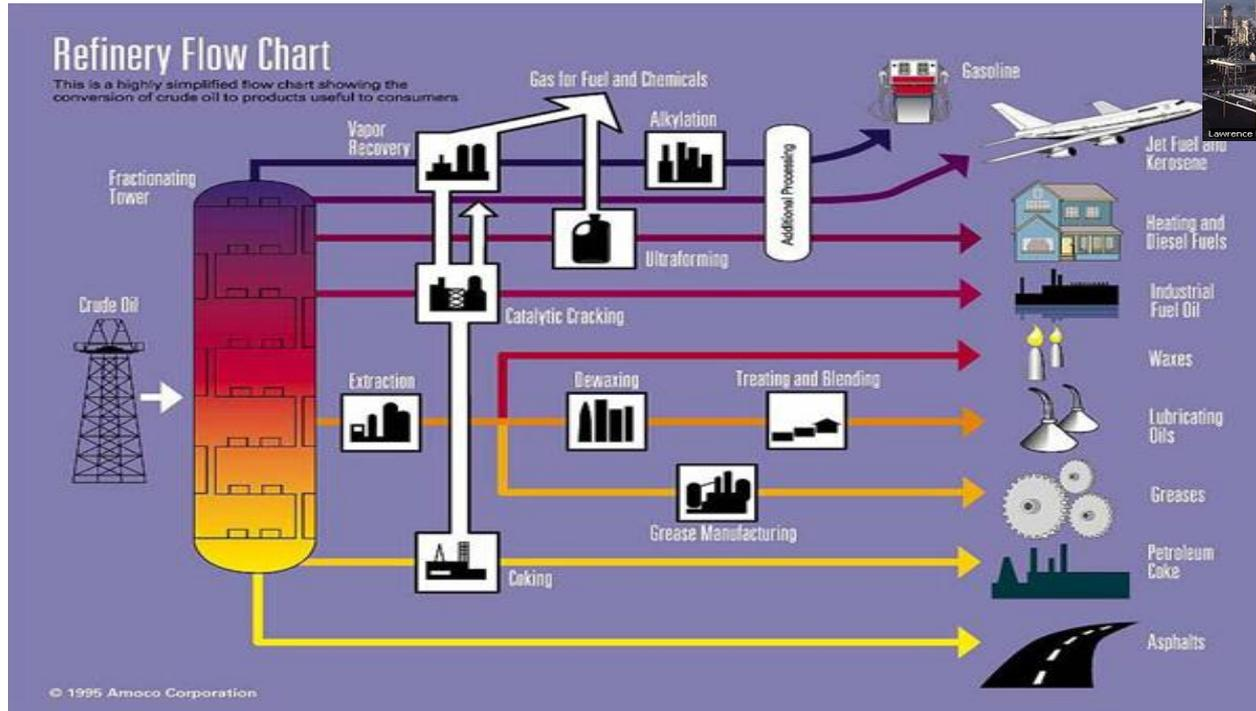 Refinery Flow Chart
This is a highly simplified flow chart showing the
conversion of crude oil to products useful to consumers
Gas for Fuel and Chemicals
Gasoline
Lawrence
Vapor
Recovery
Alkylation
Additional Processing
Jet Fuel and
Kerosene
Fractionating
Tower
Heating and
Diesel Fuels
Ultraforming
Crude Oil
Catalytic Cracking
Industrial
Fuel Oil
Waxes
Extraction
Dewaxing
Treating and Blending
Lubricating
Oils
Greases
Grease Manufacturing
Petroleum
Coke
Coking
Asphalts
© 1995 Amoco Corporation